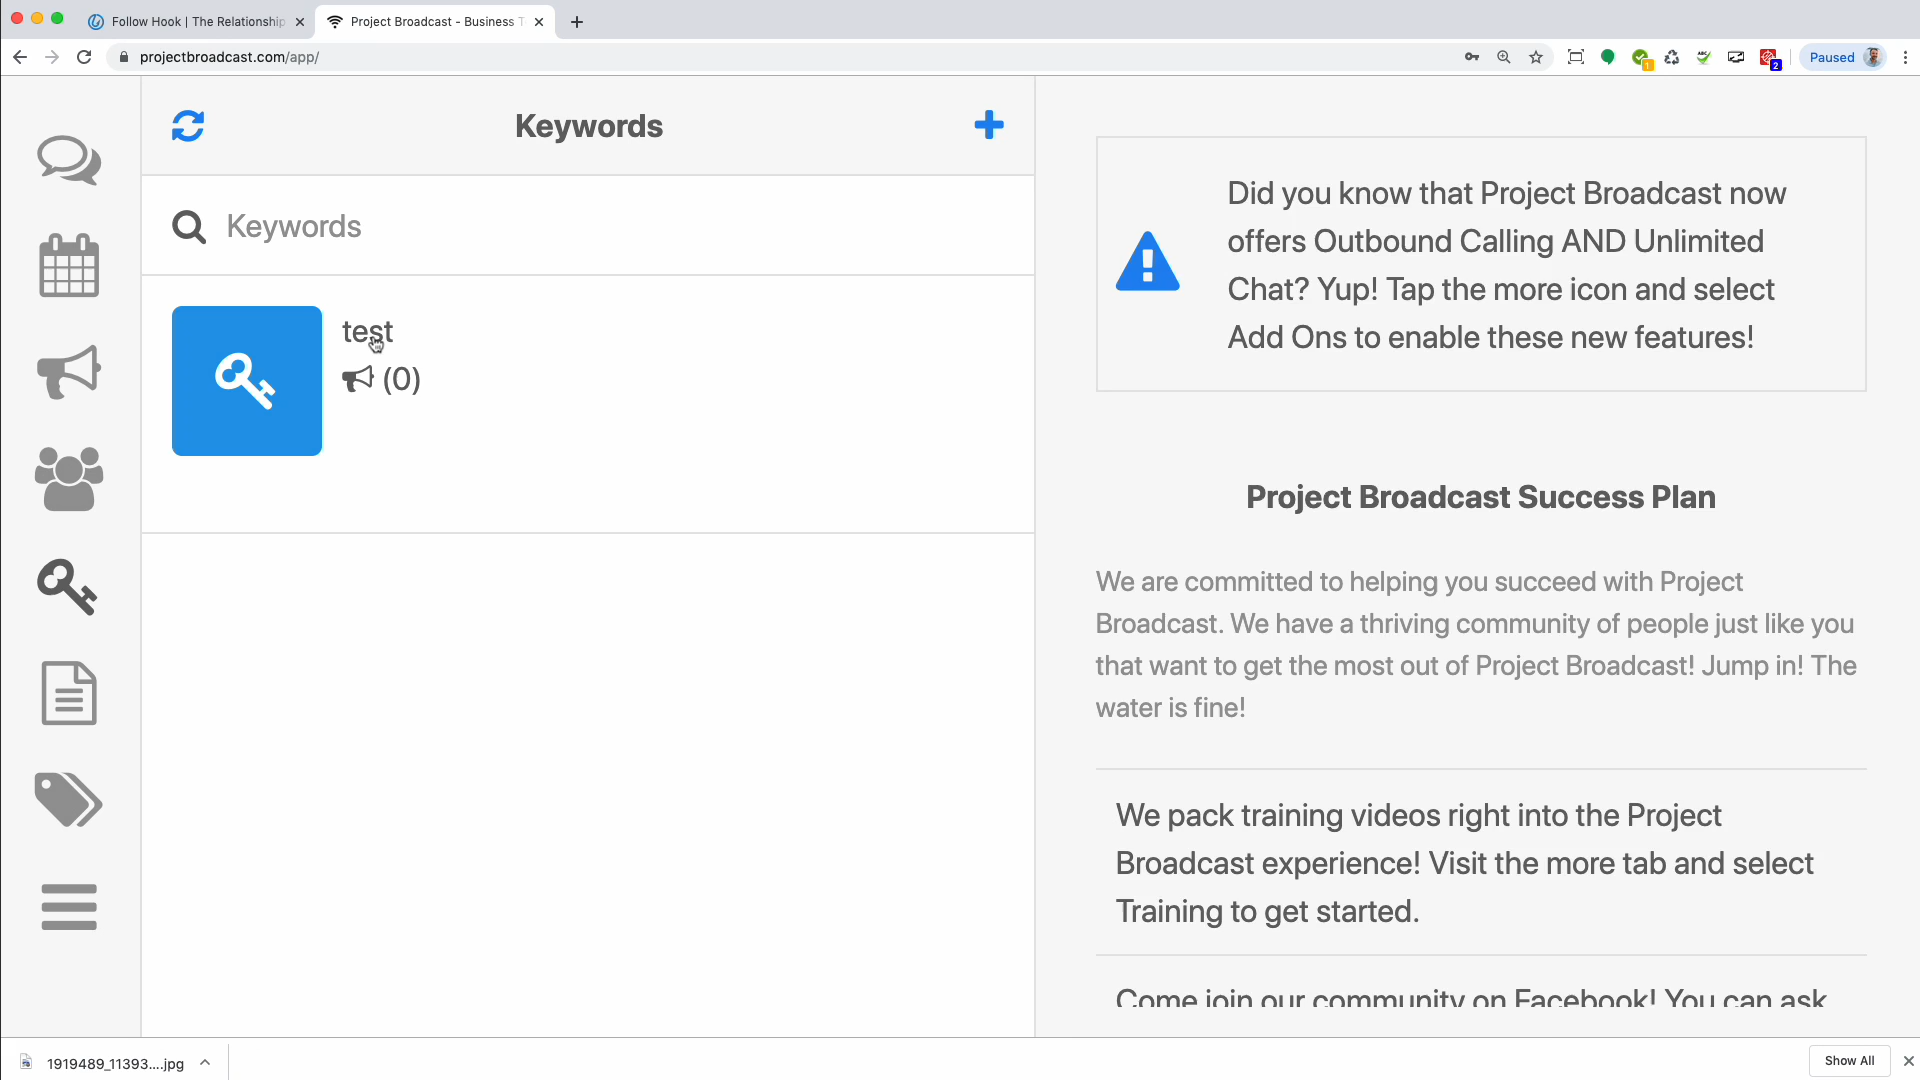 Follow Hook | The Relationship
Project Broadcast - Business T
projectbroadcast.com/app/
ABC
1
2
Paused
Keywords
Keywords
test
(0)
Did you know that Project Broadcast now
offers Outbound Calling AND Unlimited
Chat? Yup! Tap the more icon and select
Add Ons to enable these new features!
Project Broadcast Success Plan
We are committed to helping you succeed with Project
Broadcast. We have a thriving community of people just like you
that want to get the most out of Project Broadcast! Jump in! The
water is fine!
We pack training videos right into the Project
Broadcast experience! Visit the more tab and select
Training to get started.
Come join our community on Facebook! You can ask
1919489_11393....jpg
Show All